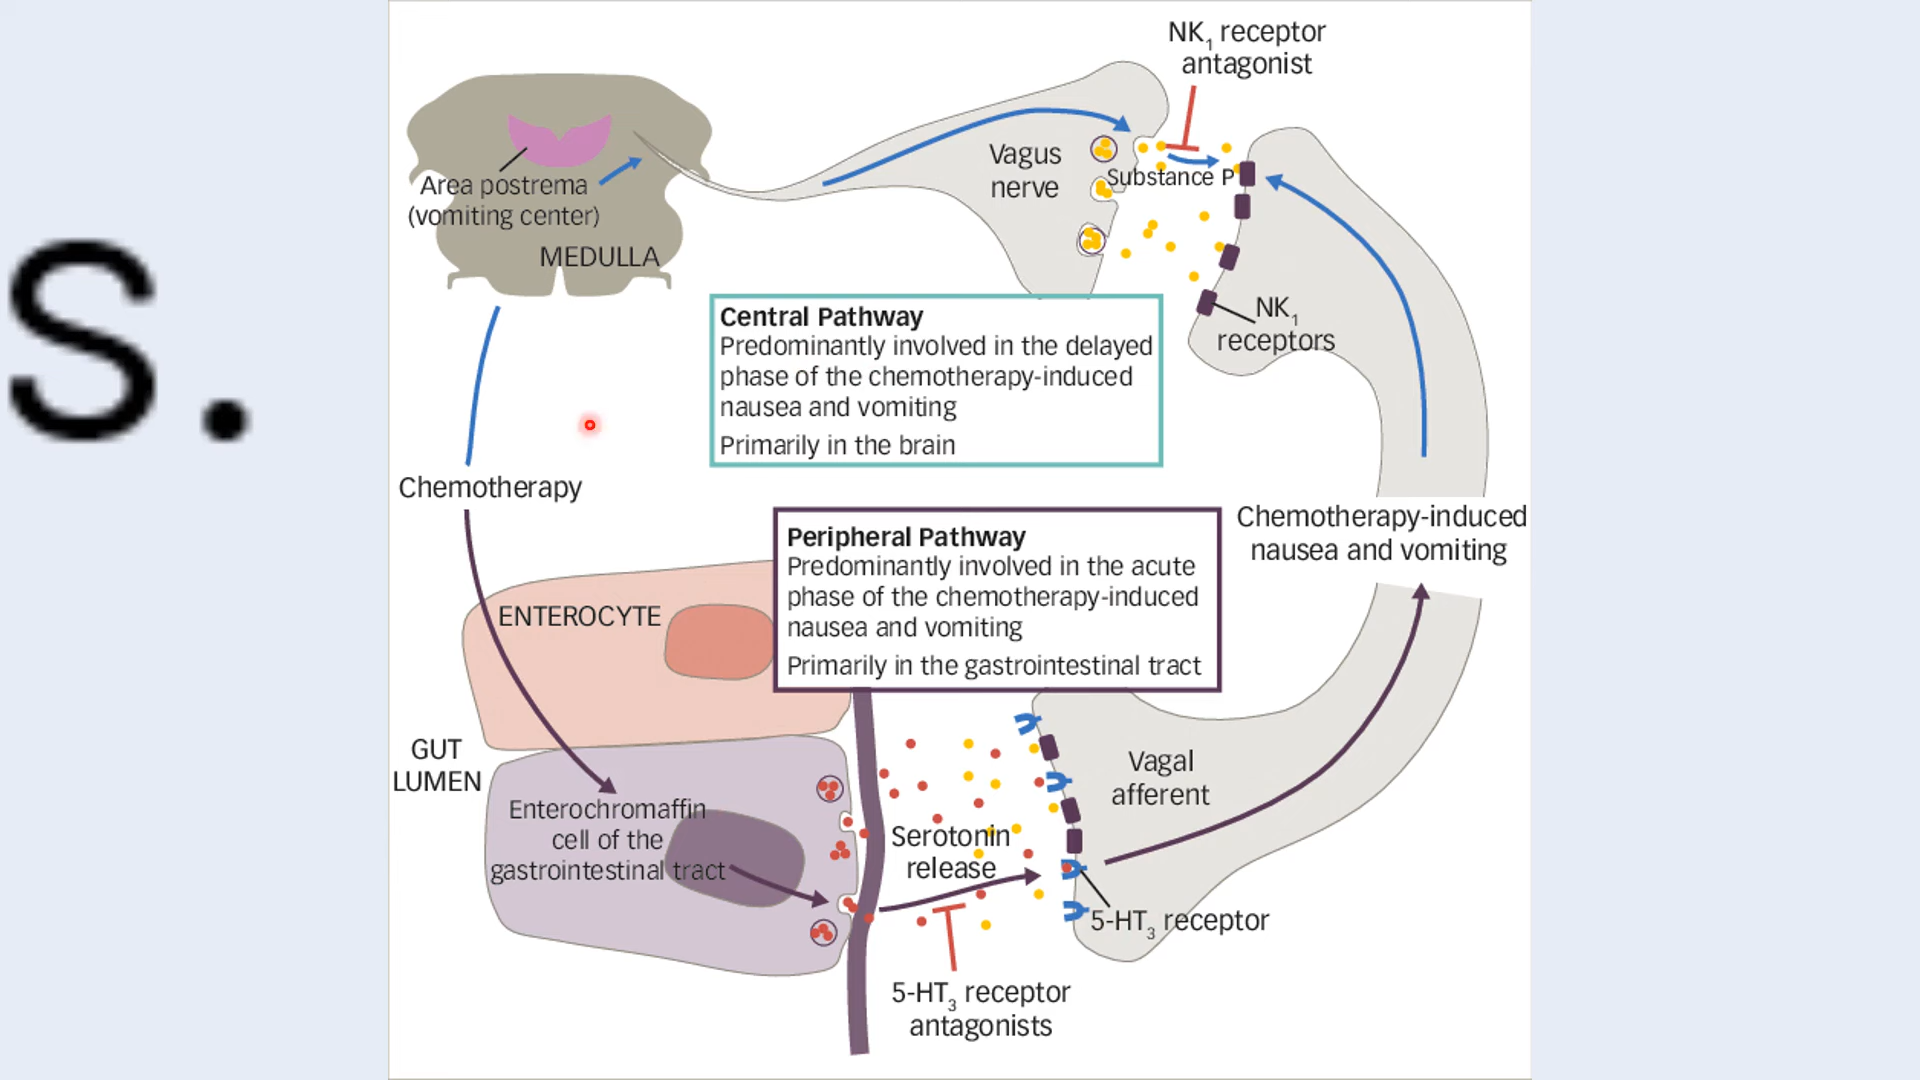 s.
NK1 receptor
antagonist
Vagus
nerve
Substance P
Area postrema
(vomiting center)
MEDULLA
NK1
receptors
Central Pathway
Predominantly involved in the delayed
phase of the chemotherapy-induced
nausea and vomiting
Primarily in the brain
Chemotherapy
Peripheral Pathway
Predominantly involved in the acute
phase of the chemotherapy-induced
nausea and vomiting
Primarily in the gastrointestinal tract
Chemotherapy-induced
nausea and vomiting
ENTEROCYTE
GUT
LUMEN
Enterochromaffin
cell of the
gastrointestinal tract
Serotonin
release
Vagal
afferent
5-HT3 receptor
5-HT3 receptor
antagonists